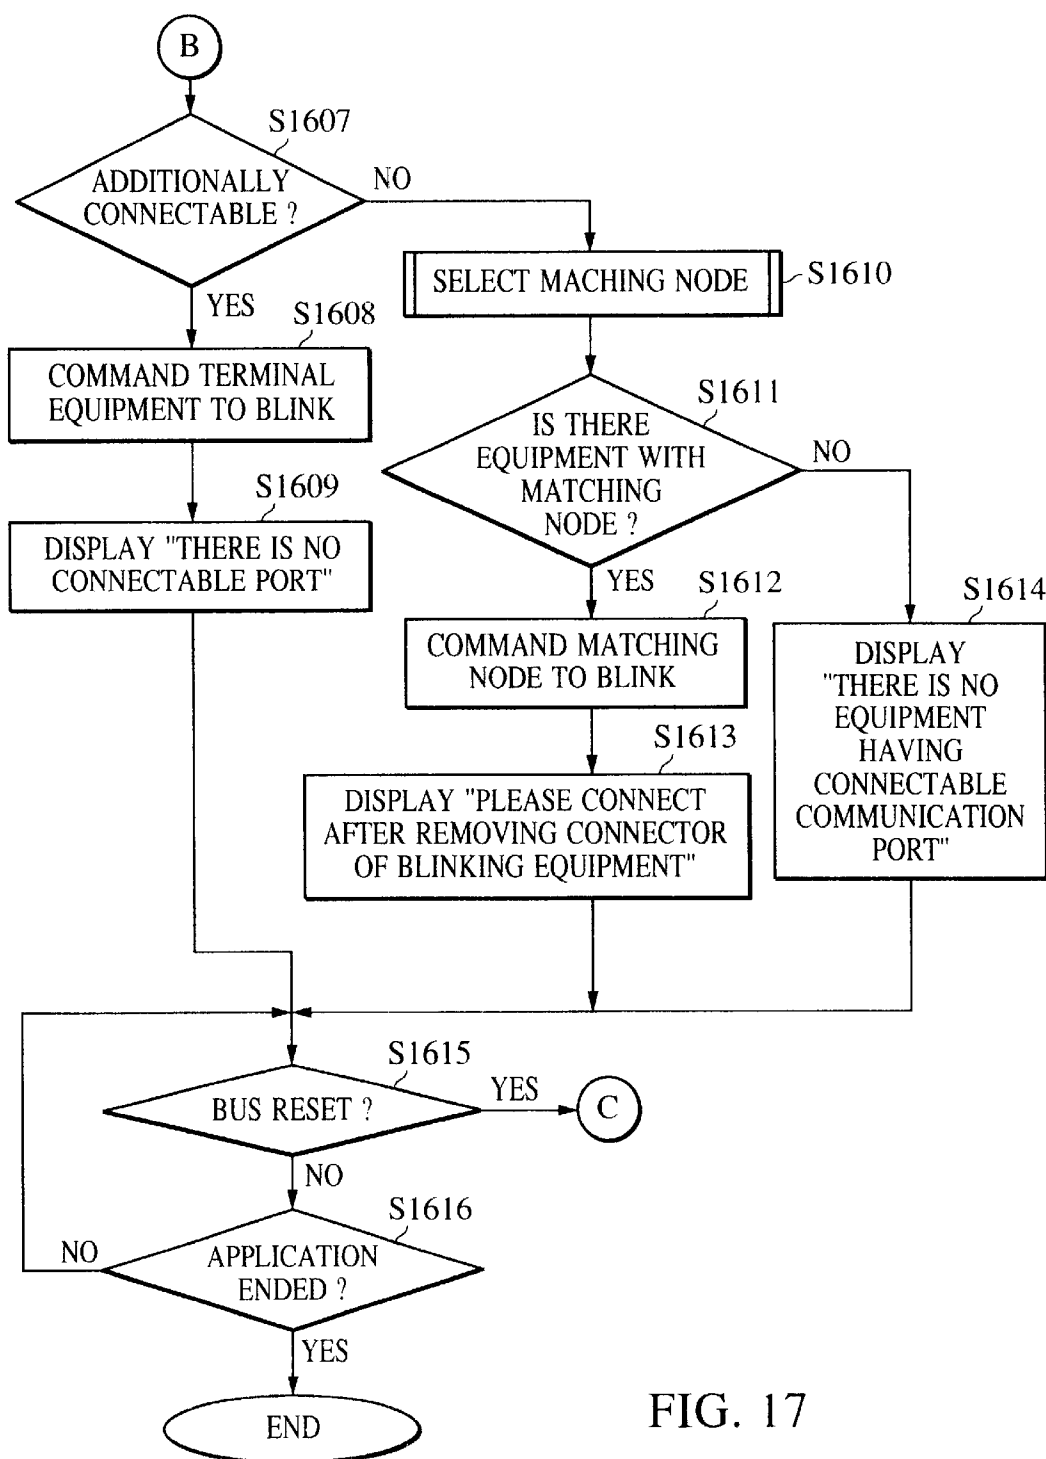 B
S1607
ADDITIONALLY
CONNECTABLE ?
NO
YES
S1608
COMMAND TERMINAL
EQUIPMENT TO BLINK
S1609
DISPLAY "THERE IS NO
CONNECTABLE PORT"
SELECT MACHING NODE
S1610
S1611
IS THERE
EQUIPMENT WITH
MATCHING
NODE ?
NO
YES
S1612
COMMAND MATCHING
NODE TO BLINK
S1613
DISPLAY "PLEASE CONNECT
AFTER REMOVING CONNECTOR
OF BLINKING EQUIPMENT"
S1614
DISPLAY
"THERE IS NO
EQUIPMENT
HAVING
CONNECTABLE
COMMUNICATION
PORT"
S1615
BUS RESET ?
YES
C
NO
S1616
APPLICATION
ENDED ?
NO
YES
END
FIG. 17